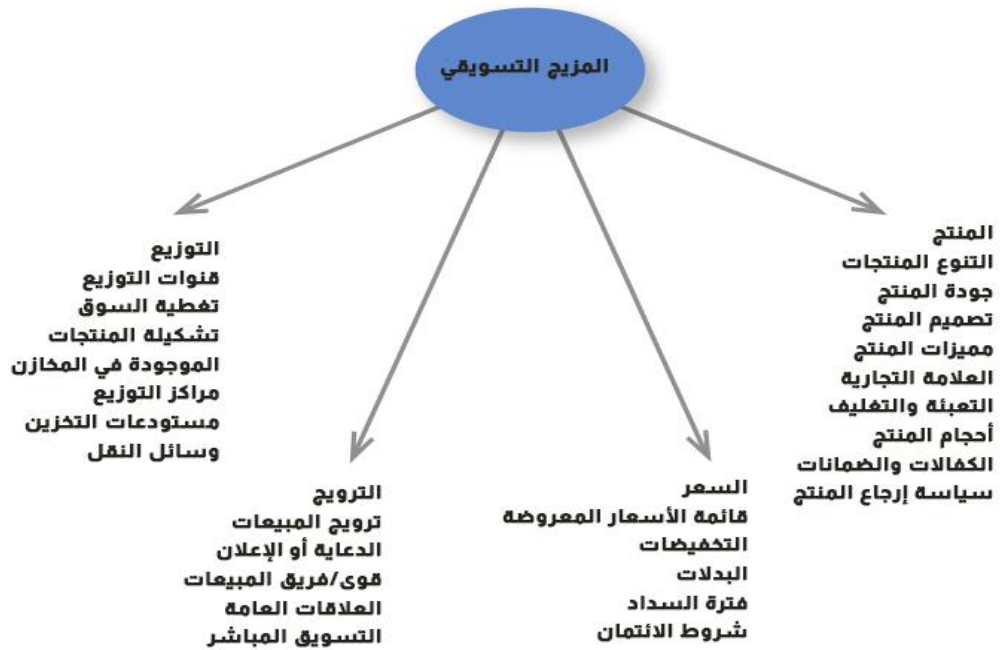 المزيج التسويقي
المنتج
التنوع المنتجات
جودة المنتج
تصميم المنتج
مميزات المنتج
العلامة التجارية
التعبئة والتغليف
أحجام المنتج
الكفالات والضمانات
سياسة إرجاع المنتج
السعر
قائمة الأسعار المعروضة
التخفيضات
البدلات
فترة السداد
شروط الائتمان
الترويج
ترويج المبيعات
الدعاية أو الإعلان
قوى/فريق المبيعات
العلاقات العامة
التسويق المباشر
التوزيع
قنوات التوزيع
تغطية السوق
تشكيلة المنتجات
الموجودة في المخازن
مراكز التوزيع
مستودعات التخزين
وسائل النقل